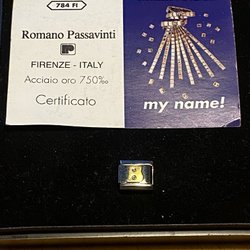 784 FI
Romano Passavinti
FIRENZE - ITALY
Acciaio oro 750‰
Certificato
my name!
B